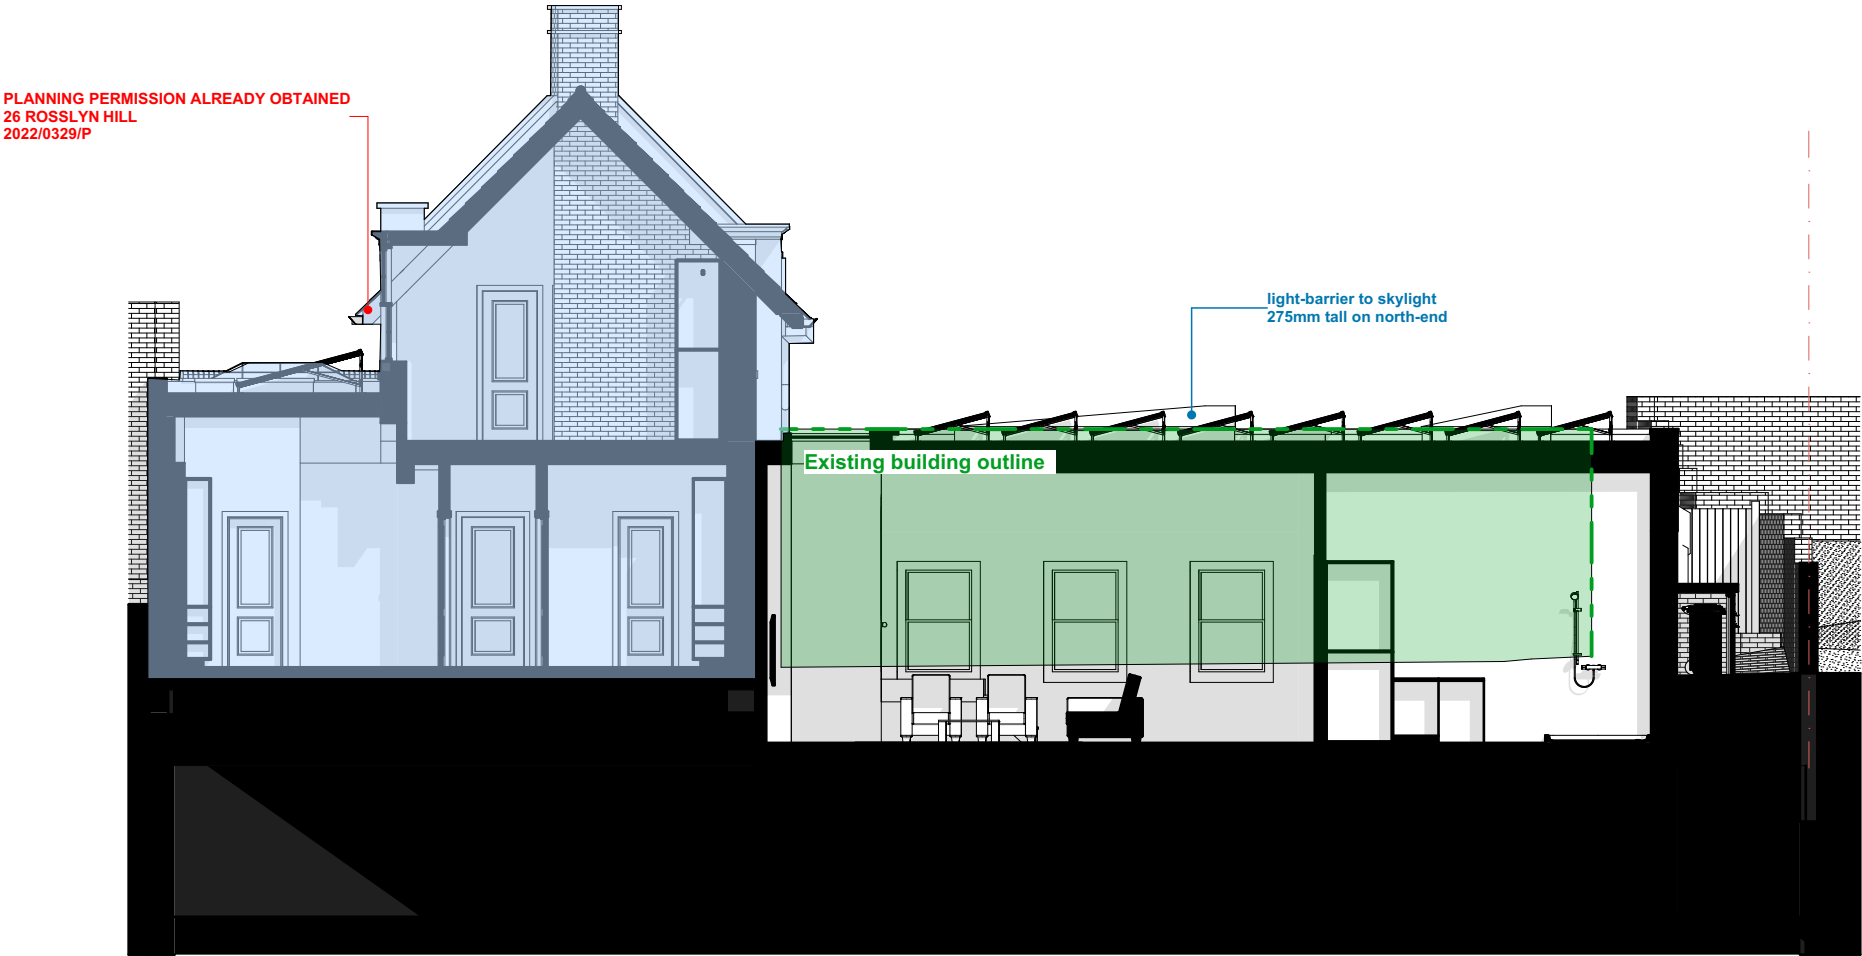 PLANNING PERMISSION ALREADY OBTAINED
26 ROSSLYN HILL
2022/0329/P
light-barrier to skylight
275mm tall on north-end
Existing building outline